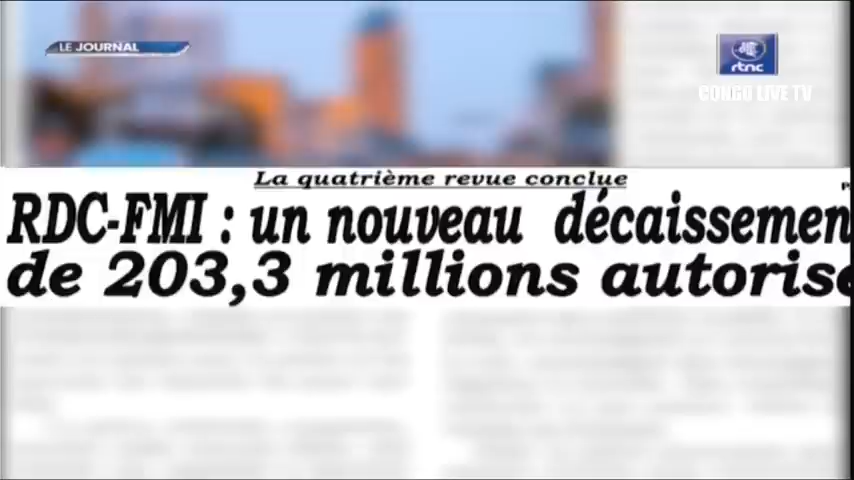 LE JOURNAL
rtnc
CONGO LIVE TV
La quatrième revue conclue
RDC-FMI : un nouveau décaissemen
de 203,3 millions autorisé